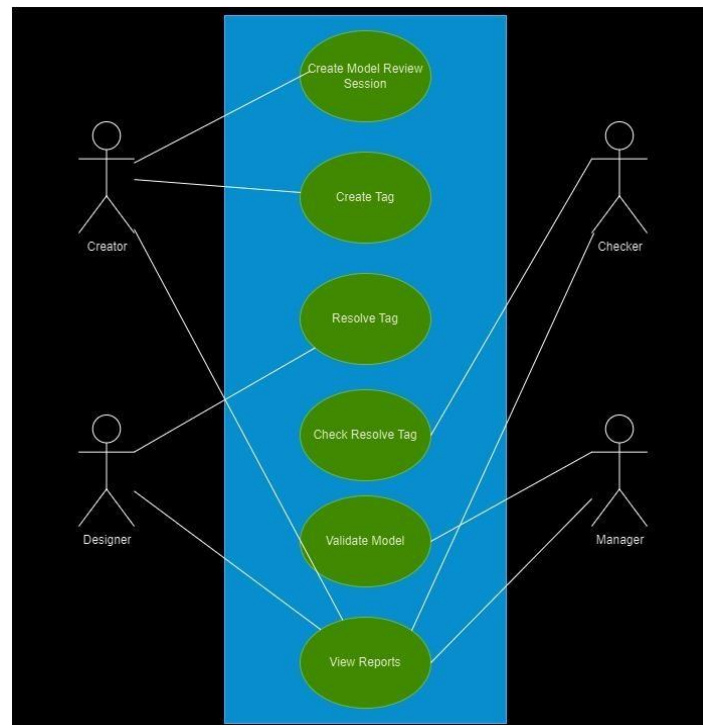 Create Model Review
Session
Create Tag
Creator
Checker
Resolve Tag
Check Resolve Tag
Designer
Validate Model
Manager
View Reports